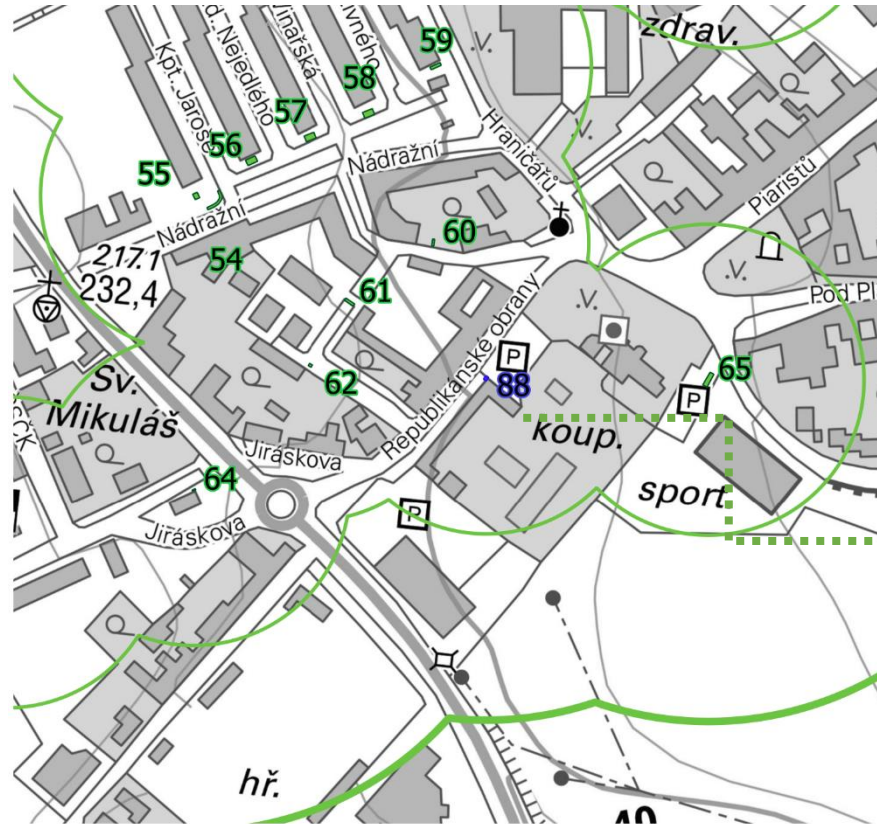 zdrav.
59
Kpt. Jaroše
Nejedlého
58
57
56
55
Hraničářů
Nádražní
Piaristů
Nádražní
60
217.1
54
232,4
61
Pod Pl
Republikánské obrany
P
88
65
P
62
Sv.
Mikuláš
koup.
Jiráskova
64
sport
P
Jiráskova
hř.